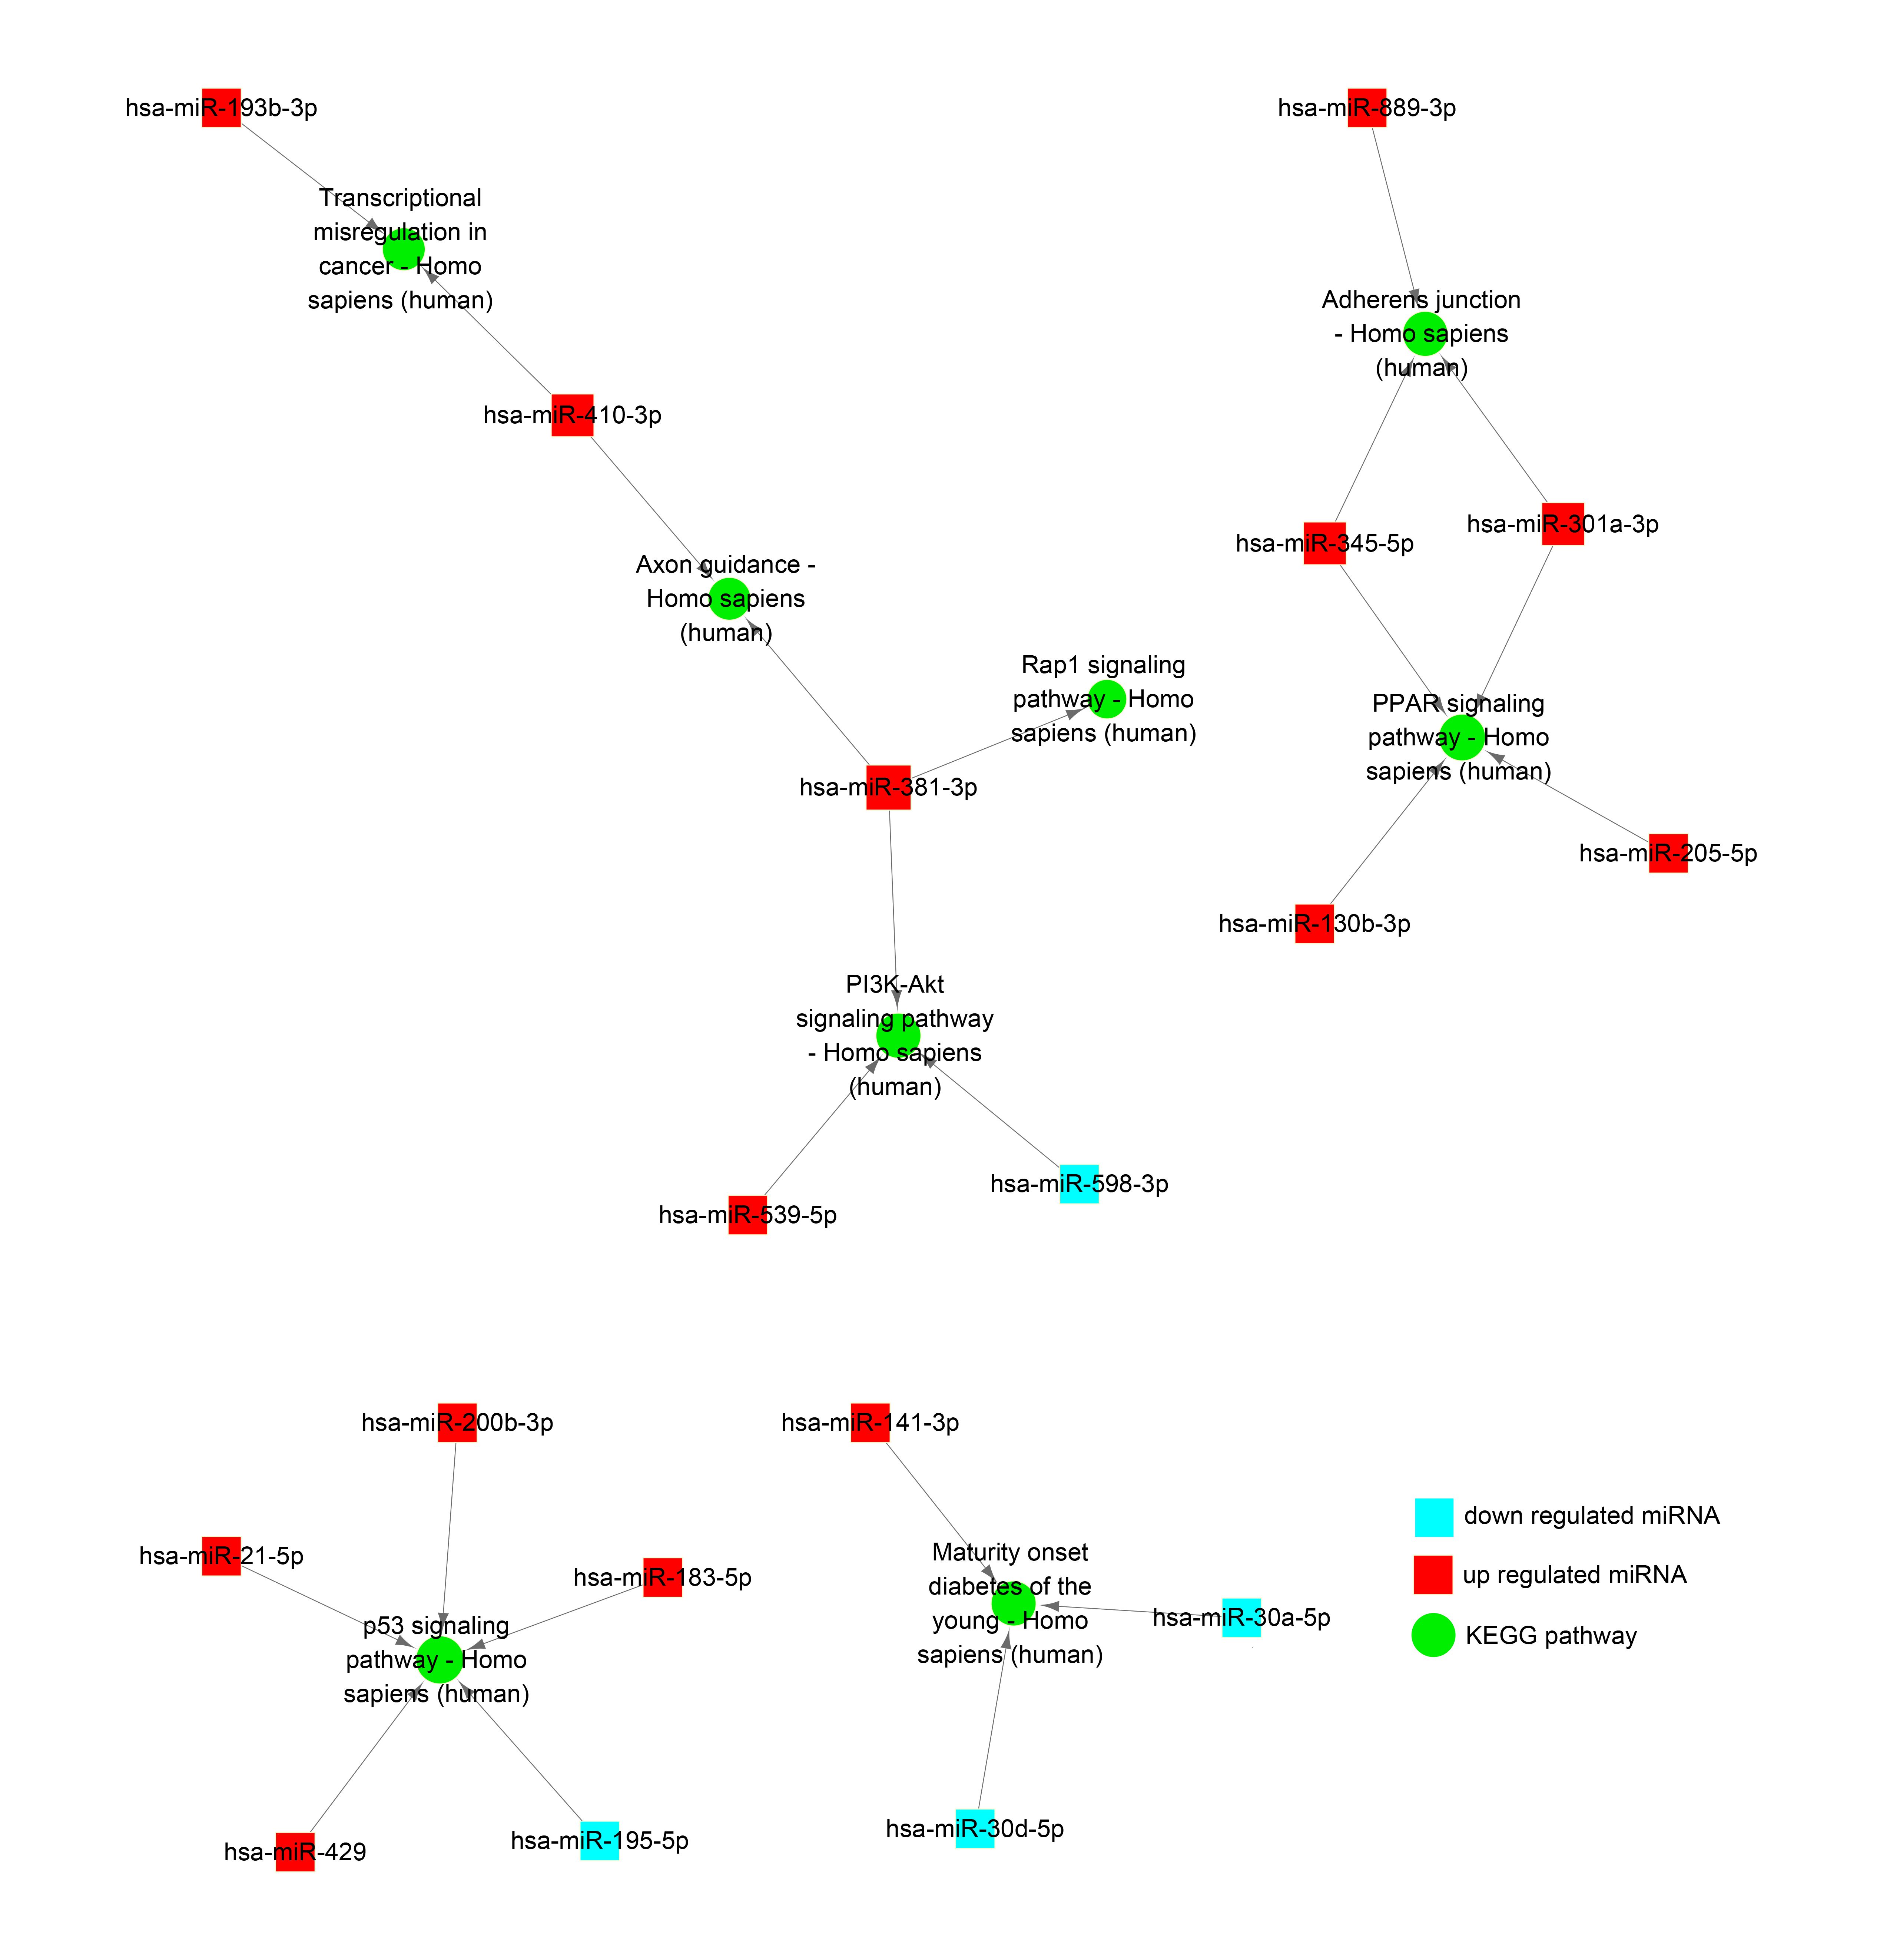 hsa-miR-193b-3p
hsa-miR-889-3p
Transcriptional
misregulation in
cancer - Homo
sapiens (human)
Adherens junction
- Homo sapiens
(human)
hsa-miR-410-3p
hsa-miR-301a-3p
hsa-miR-345-5p
Axon guidance -
Homo sapiens
(human)
Rap1 signaling
pathway - Homo
sapiens (human)
PPAR signaling
pathway - Homo
sapiens (human)
hsa-miR-381-3p
hsa-miR-205-5p
hsa-miR-130b-3p
PI3K-Akt
signaling pathway
- Homo sapiens
(human)
hsa-miR-598-3p
hsa-miR-539-5p
hsa-miR-200b-3p
hsa-miR-141-3p
hsa-miR-21-5p
hsa-miR-183-5p
p53 signaling
pathway - Homo
sapiens (human)
Maturity onset
diabetes of the
young - Homo
sapiens (human)
hsa-miR-30a-5p
hsa-miR-429
hsa-miR-195-5p
hsa-miR-30d-5p
down regulated miRNA
up regulated miRNA
KEGG pathway